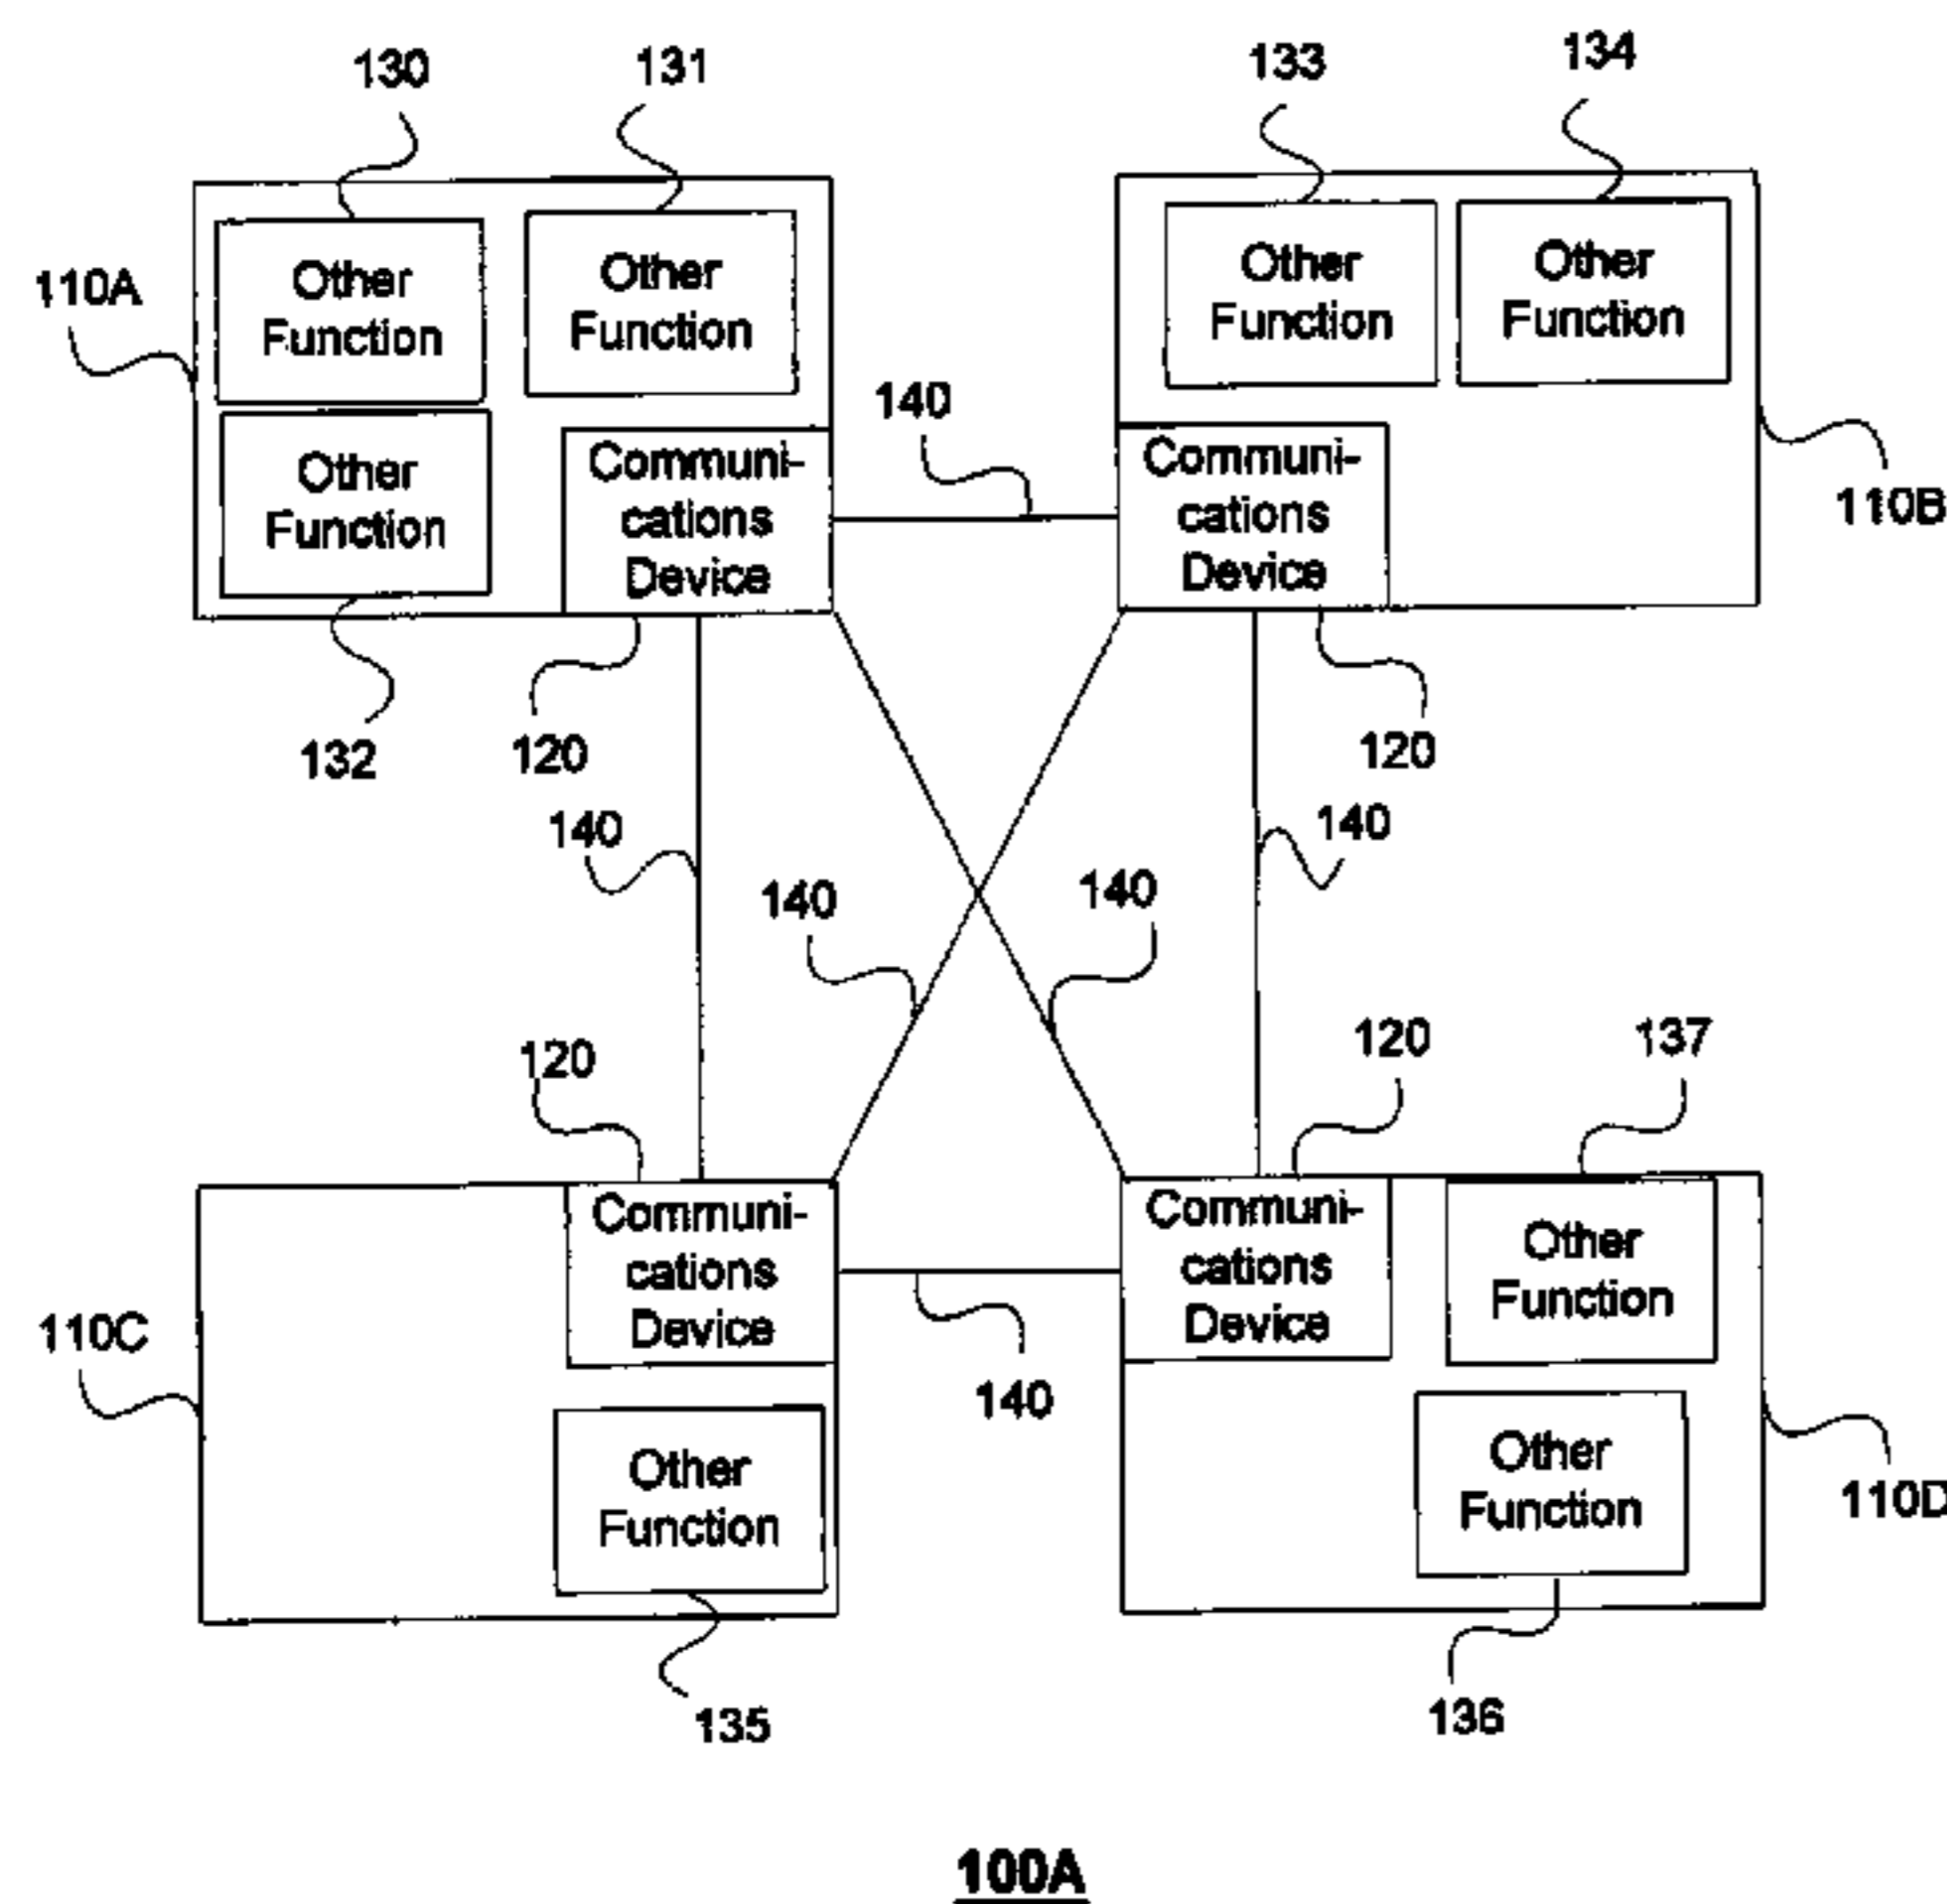 130
131
133
134
110A
Other
Function
Other
Function
Other
Function
Other
Function
140
Other
Function
Communi-
cations
Device
Communi-
cations
Device
110B
132
120
120
140
140
140
140
120
120
137
110C
Communi-
cations
Device
Communi-
cations
Device
Other
Function
140
Other
Function
Other
Function
110D
135
136
100A